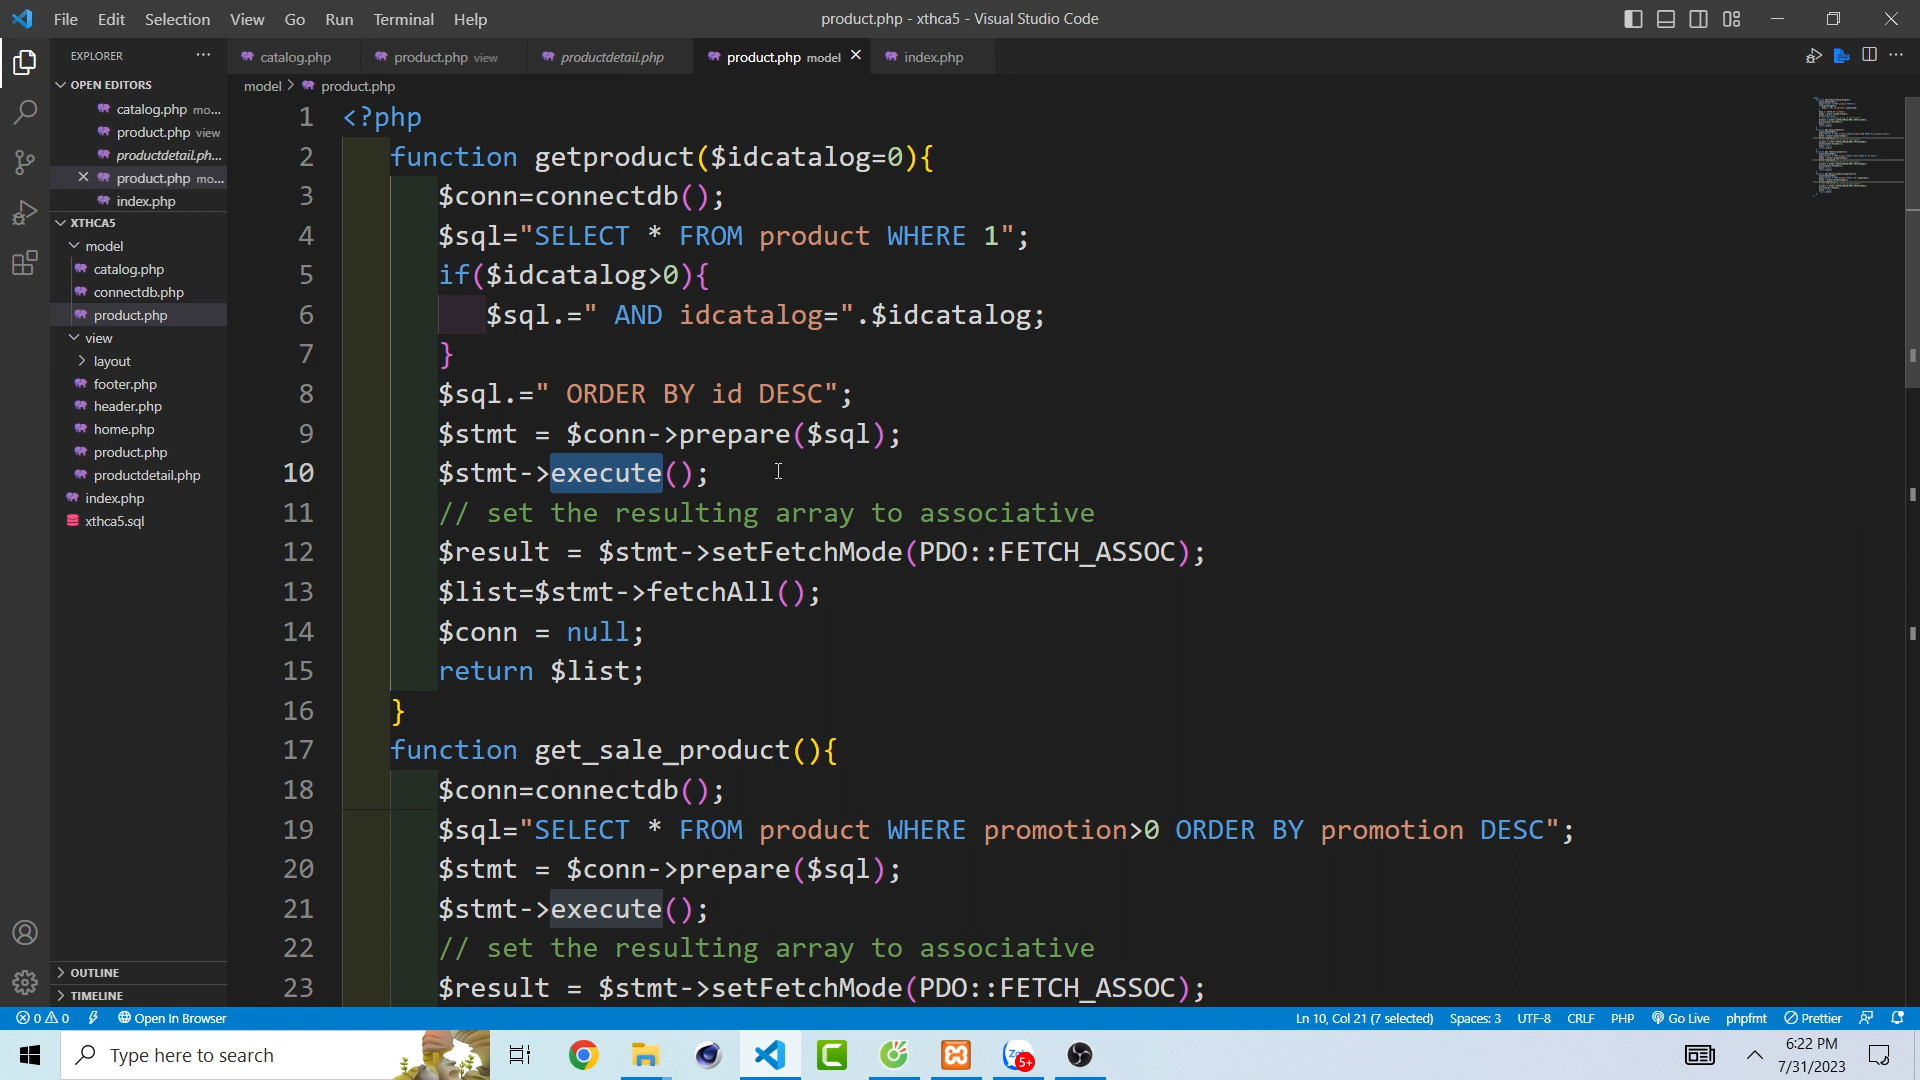 File Edit Selection View Go Run Terminal Help
product.php - xthca5 - Visual Studio Code
EXPLORER
catalog.php
product.php view
productdetail.php
product.php model
index.php
OPEN EDITORS
catalog.php mo...
product.php view
productdetail.ph...
product.php mo...
index.php
XTHCA5
model
catalog.php
connectdb.php
product.php
view
layout
footer.php
header.php
home.php
product.php
productdetail.php
index.php
xthca5.sql
OUTLINE
TIMELINE
model > product.php
1 <?php
2 function getproduct($idcatalog=0){
3 $conn=connectdb();
4 $sql="SELECT * FROM product WHERE 1";
5 if($idcatalog>0){
6 $sql.=" AND idcatalog=".$idcatalog;
7 }
8 $sql.=" ORDER BY id DESC";
9 $stmt = $conn->prepare($sql);
10 $stmt->execute();
11 // set the resulting array to associative
12 $result = $stmt->setFetchMode(PDO::FETCH_ASSOC);
13 $list=$stmt->fetchAll();
14 $conn = null;
15 return $list;
16 }
17 function get_sale_product(){
18 $conn=connectdb();
19 $sql="SELECT * FROM product WHERE promotion>0 ORDER BY promotion DESC";
20 $stmt = $conn->prepare($sql);
21 $stmt->execute();
22 // set the resulting array to associative
23 $result = $stmt->setFetchMode(PDO::FETCH_ASSOC);
0 0 Open In Browser
Ln 10, Col 21 (7 selected) Spaces: 3 UTF-8 CRLF PHP Go Live phpfmt Prettier
Type here to search
5+
6:22 PM
7/31/2023